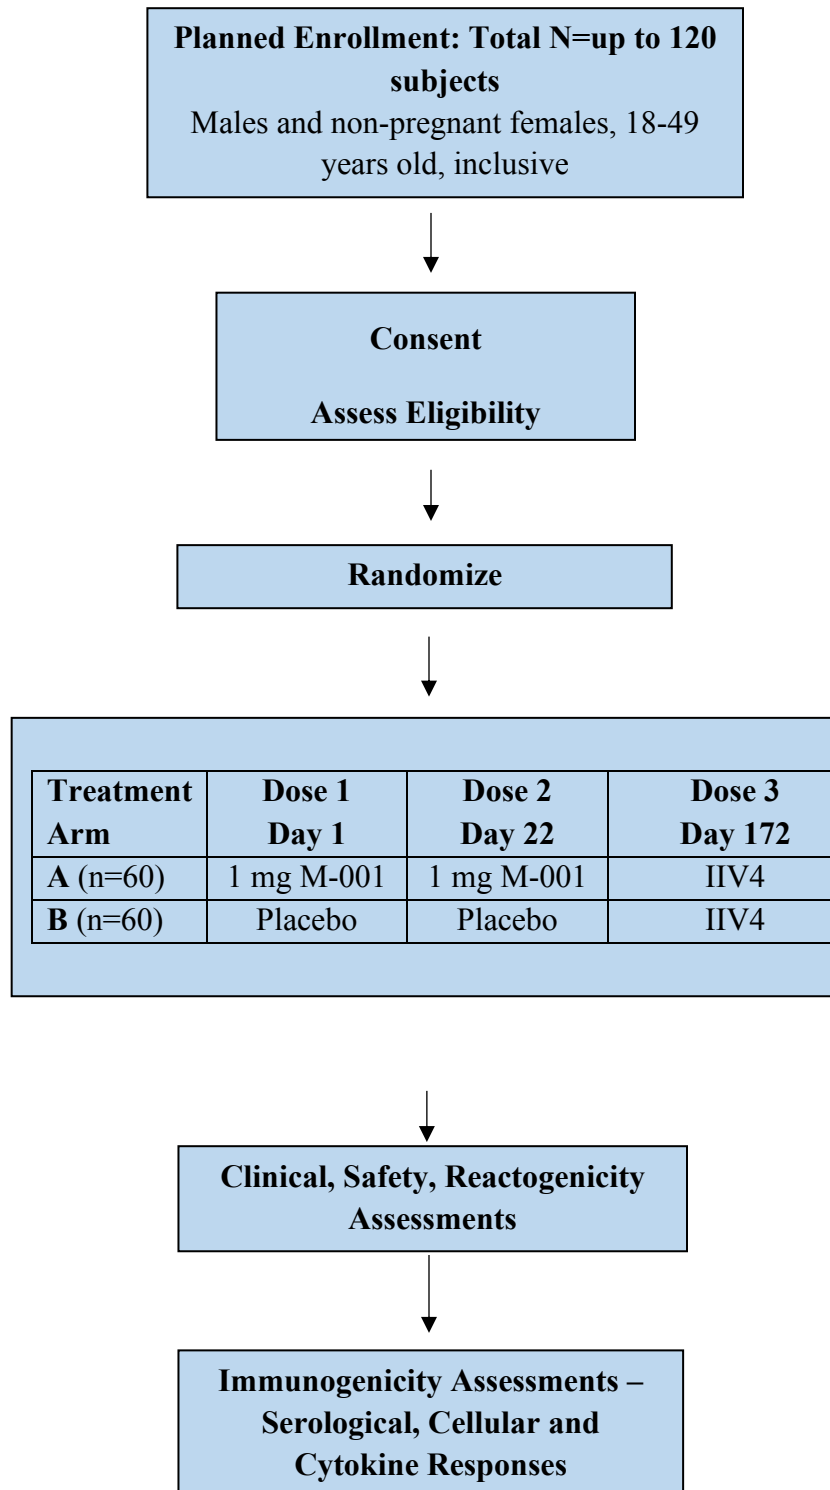 Planned Enrollment: Total N=up to 120
subjects
Males and non-pregnant females, 18-49
years old, inclusive
Consent
Assess Eligibility
Randomize
Treatment Arm Dose 1 Day 1 Dose 2 Day 22 Dose 3 Day 172
A (n=60) 1 mg M-001 1 mg M-001 IIV4
B (n=60) Placebo Placebo IIV4
Clinical, Safety, Reactogenicity
Assessments
Immunogenicity Assessments –
Serological, Cellular and
Cytokine Responses